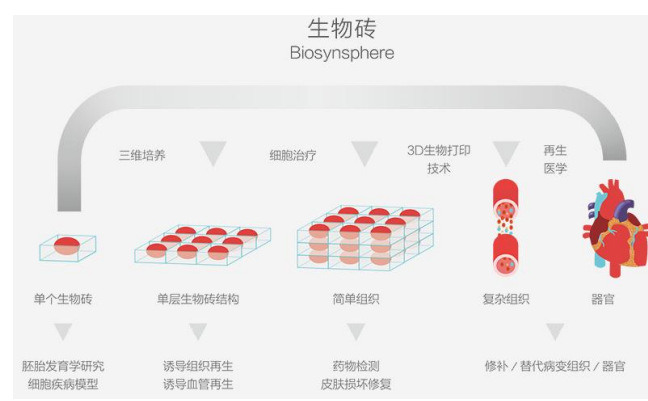 生物砖
Biosynsphere
三维培养
细胞治疗
3D生物打印
技术
再生
医学
单个生物砖
单层生物砖结构
简单组织
复杂组织
器官
胚胎发育学研究
细胞疾病模型
诱导组织再生
诱导血管再生
药物检测
皮肤损坏修复
修补/替代病变组织/器官